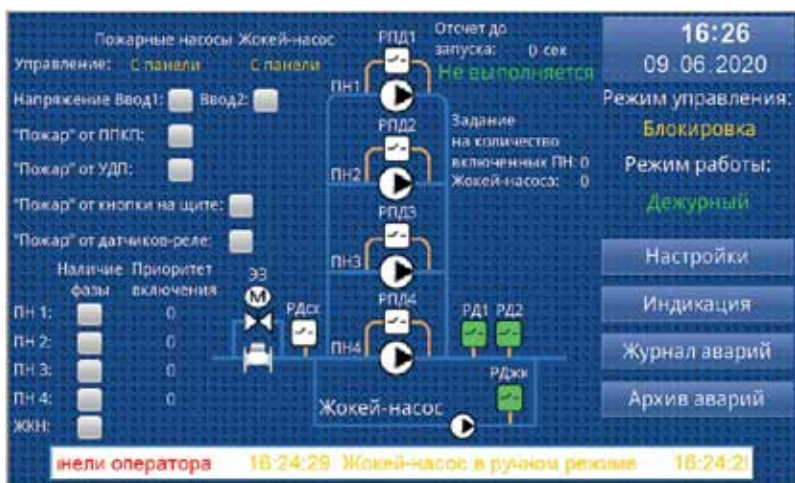 Пожарные насосы Жокей-насос
Управление: С панели С панели
Напряжение Ввод1: Ввод2:
"Пожар" от ППКП:
"Пожар" от УДП:
"Пожар" от кнопки на щите:
"Пожар" от датчиков-реле:
Наличие фазы
Приоритет включения
ПН 1: 0
ПН 2: 0
ПН 3: 0
ПН 4: 0
ЖКН:
ЭЗ
M
РДсх
РПД1
ПН1
РПД2
ПН2
РПД3
ПН3
РПД4
ПН4
Жокей-насос
РД1 РД2
РДжн
Отсчет до
запуска: 0 сек
Не выполняется
Задание
на количество
включенных ПН: 0
Жокей-насоса: 0
16:26
09 06.2020
Режим управления:
Блокировка
Режим работы:
Дежурный
Настройки
Индикация
Журнал аварий
Архив аварий
нели оператора 16:24:29 Жокей-насос в ручном режиме 16:24:2